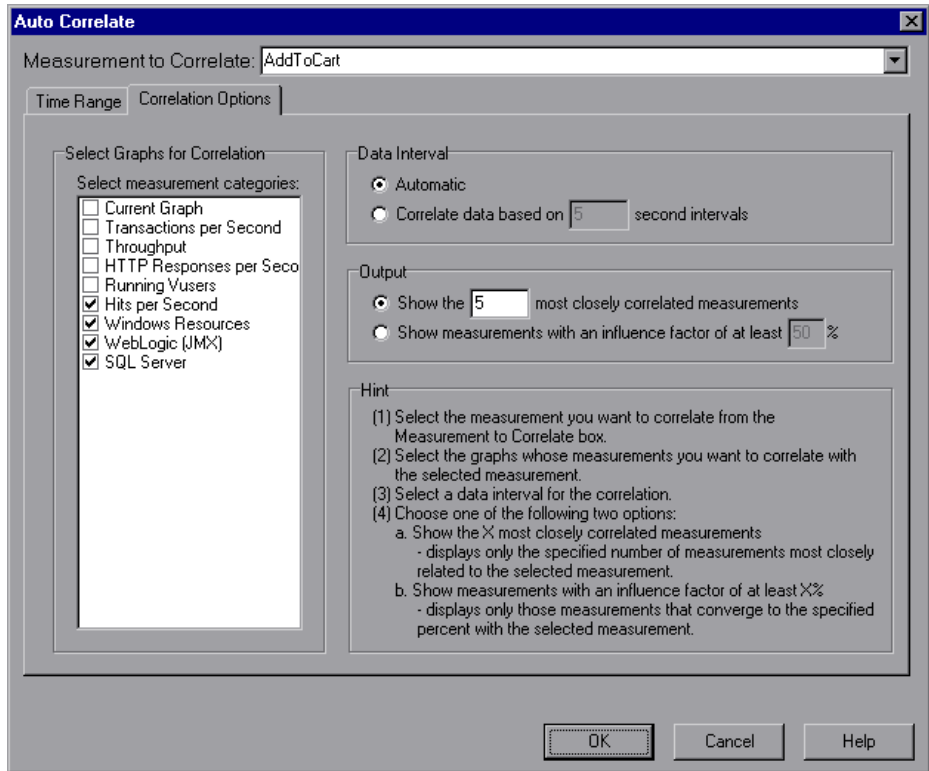 Auto Correlate
Measurement to Correlate: AddToCart
Time Range Correlation Options
Select Graphs for Correlation
Select measurement categories:
Current Graph
Transactions per Second
Throughput
HTTP Responses per Seco
Running Vusers
Hits per Second
Windows Resources
WebLogic (JMX)
SQL Server
Data Interval
Automatic
Correlate data based on 5 second intervals
Output
Show the 5 most closely correlated measurements
Show measurements with an influence factor of at least 50 %
Hint
(1) Select the measurement you want to correlate from the
Measurement to Correlate box.
(2) Select the graphs whose measurements you want to correlate with
the selected measurement.
(3) Select a data interval for the correlation.
(4) Choose one of the following two options:
a. Show the X most closely correlated measurements
- displays only the specified number of measurements most closely
related to the selected measurement.
b. Show measurements with an influence factor of at least X%
- displays only those measurements that converge to the specified
percent with the selected measurement.
OK Cancel Help